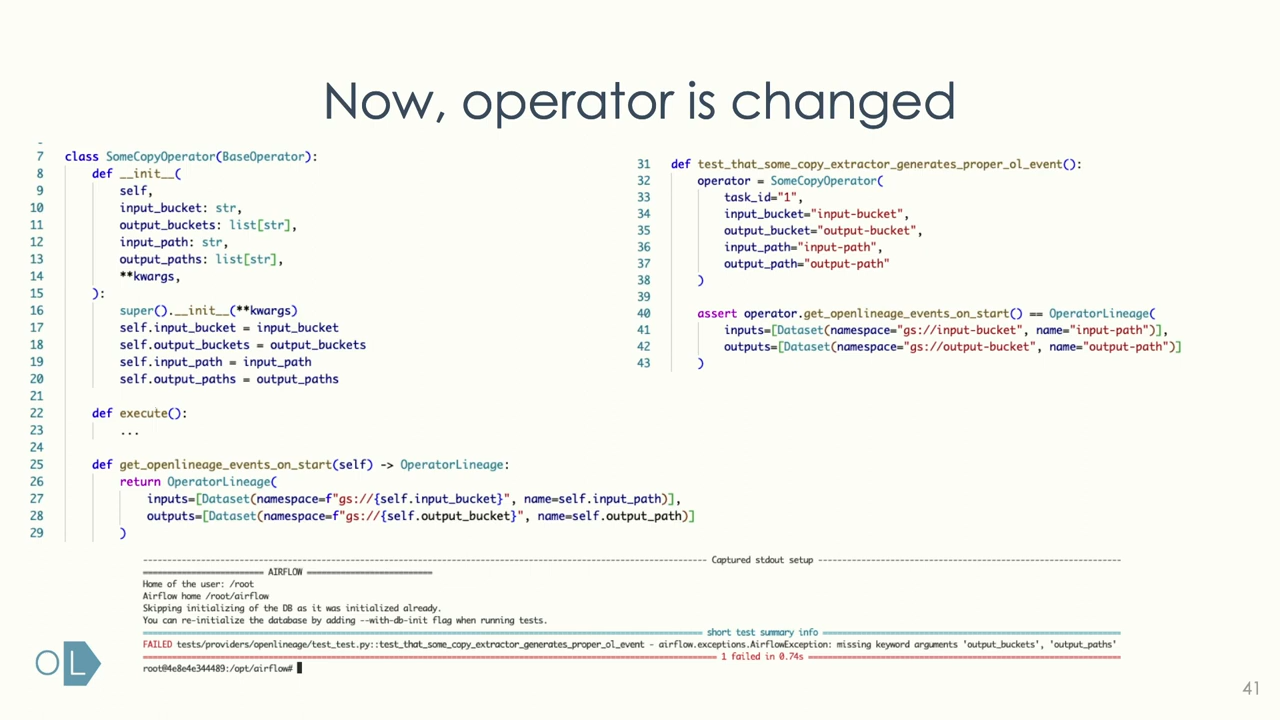 Now, operator is changed
7 class SomeCopyOperator(BaseOperator):
8 def __init__(
9 self,
10 input_bucket: str,
11 output_buckets: list[str],
12 input_path: str,
13 output_paths: list[str],
14 **kwargs,
15 ):
16 super().__init__(**kwargs)
17 self.input_bucket = input_bucket
18 self.output_buckets = output_buckets
19 self.input_path = input_path
20 self.output_paths = output_paths
21
22 def execute():
23 ...
24
25 def get_openlineage_events_on_start(self) -> OperatorLineage:
26 return OperatorLineage(
27 inputs=[Dataset(namespace=f"gs://{self.input_bucket}", name=self.input_path)],
28 outputs=[Dataset(namespace=f"gs://{self.output_bucket}", name=self.output_path)]
29 )
31 def test_that_some_copy_extractor_generates_proper_ol_event():
32 operator = SomeCopyOperator(
33 task_id="1",
34 input_bucket="input-bucket",
35 output_bucket="output-bucket",
36 input_path="input-path",
37 output_path="output-path"
38 )
39
40 assert operator.get_openlineage_events_on_start() == OperatorLineage(
41 inputs=[Dataset(namespace="gs://input-bucket", name="input-path")],
42 outputs=[Dataset(namespace="gs://output-bucket", name="output-path")]
43 )
Captured stdout setup
AIRFLOW
Home of the user: /root
Airflow home /root/airflow
Skipping initializing of the DB as it was initialized already.
You can re-initialize the database by adding --with-db-init flag when running tests.
short test summary info
FAILED tests/providers/openlineage/test_test.py::test_that_some_copy_extractor_generates_proper_ol_event - airflow.exceptions.AirflowException: missing keyword arguments 'output_buckets', 'output_paths'
1 failed in 0.74s
root@4e8e4e344489:/opt/airflow#
OL
41